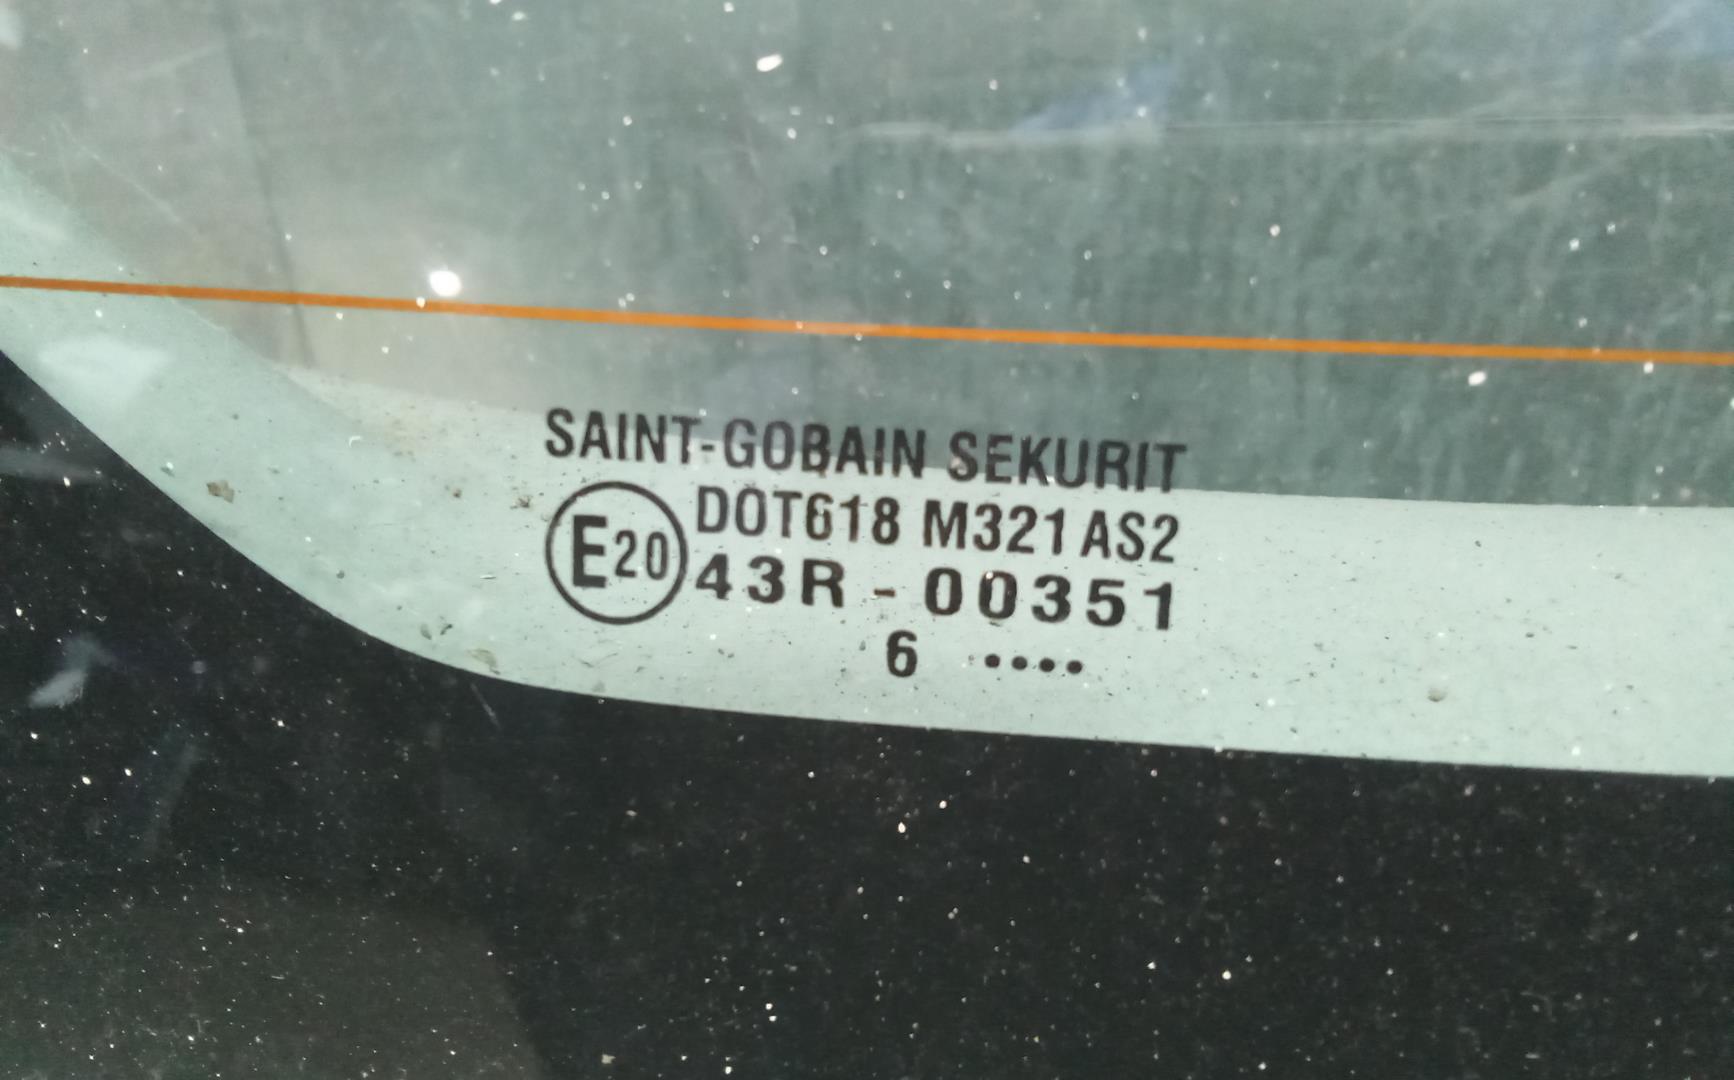 SAINT-GOBAIN SEKURIT
E20 DOT618 M321 AS2
43R - 00351
6 ••••